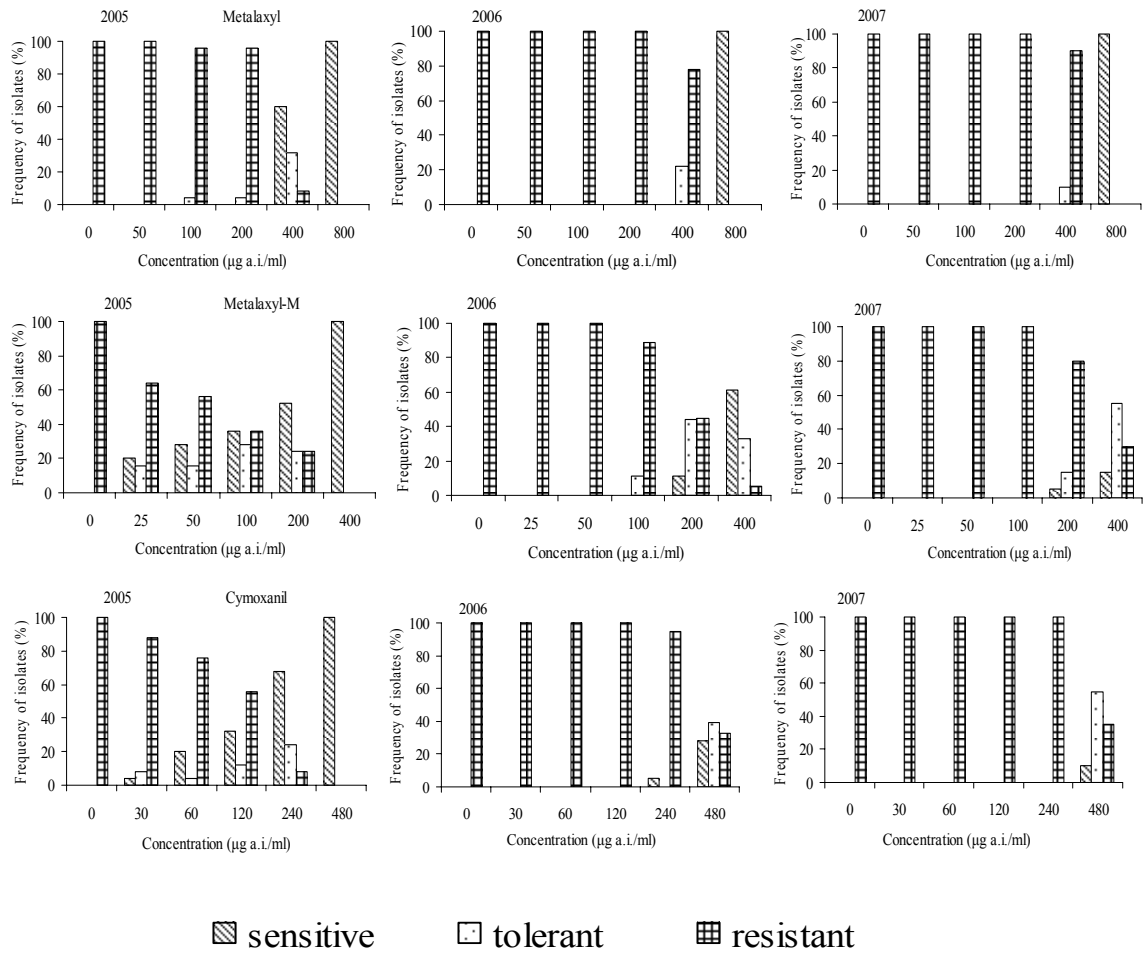 2005 Metalaxyl
Frequency of isolates (%)
100
80
60
40
20
0
0 50 100 200 400 800
Concentration (µg a.i./ml)
2006
Frequency of isolates (%)
100
80
60
40
20
0
0 50 100 200 400 800
Concentration (µg a.i./ml)
2007
Frequency of isolates (%)
100
80
60
40
20
0
0 50 100 200 400 800
Concentration (µg a.i./ml)
2005 Metalaxyl-M
Frequency of isolates (%)
100
80
60
40
20
0
0 25 50 100 200 400
Concentration (µg a.i./ml)
2006
Frequency of isolates (%)
100
80
60
40
20
0
0 25 50 100 200 400
Concentration (µg a.i./ml)
2007
Frequency of isolates (%)
100
80
60
40
20
0
0 25 50 100 200 400
Concentration (µg a.i./ml)
2005 Cymoxanil
Frequency of isolates (%)
100
80
60
40
20
0
0 30 60 120 240 480
Concentration (µg a.i./ml)
2006
Frequency of isolates (%)
100
80
60
40
20
0
0 30 60 120 240 480
Concentration (µg a.i./ml)
2007
Frequency of isolates (%)
100
80
60
40
20
0
0 30 60 120 240 480
Concentration (µg a.i./ml)
sensitive tolerant resistant